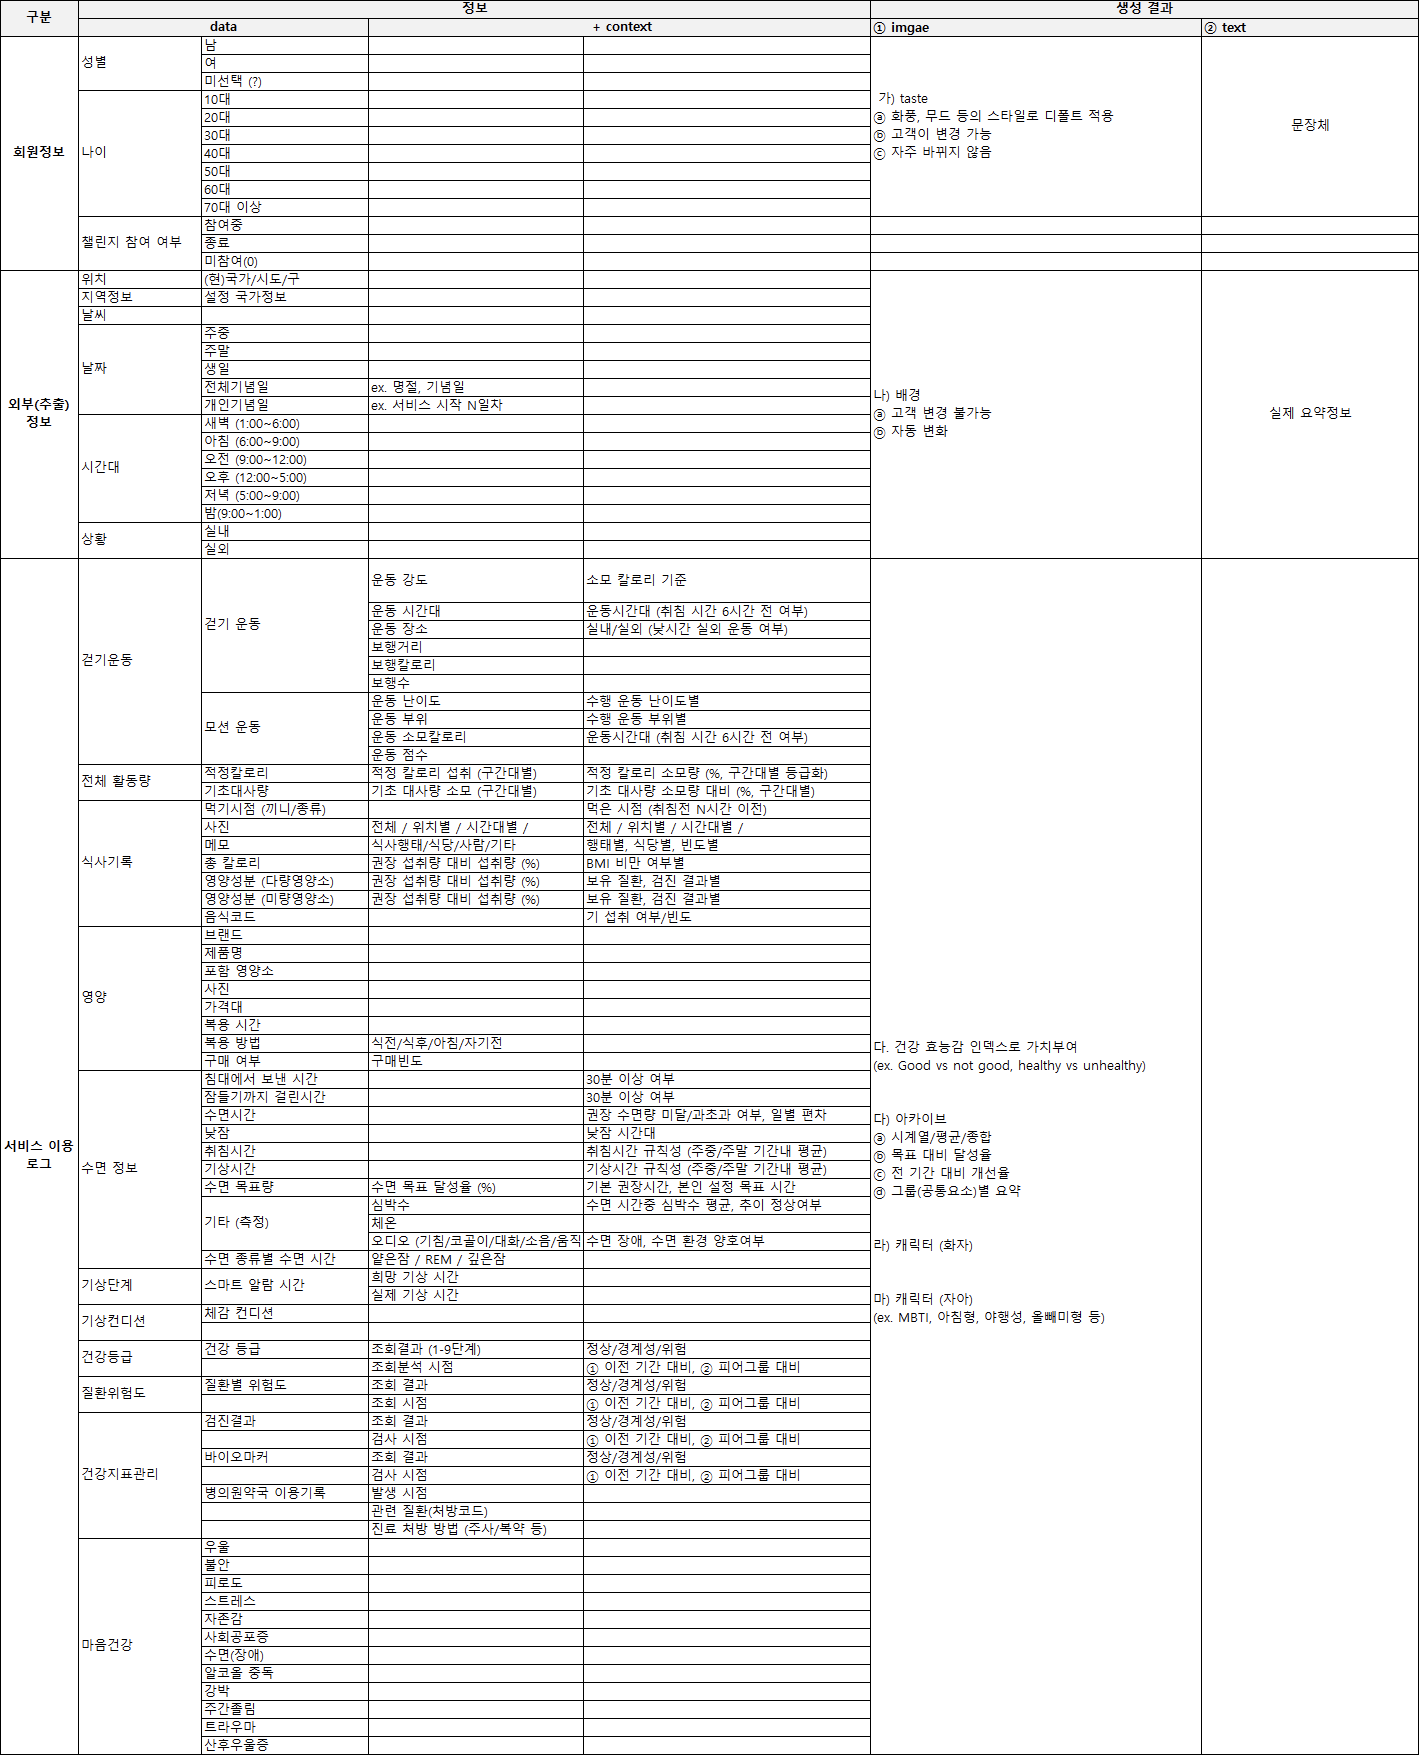 구분
정보
생성 결과
data
+ context
① imgae
② text
회원정보
성별
남
여
미선택 (?)
나이
10대
20대
30대
40대
50대
60대
70대 이상
가) taste
ⓐ 화풍, 무드 등의 스타일로 디폴트 적용
ⓑ 고객이 변경 가능
ⓒ 자주 바뀌지 않음
문장체
챌린지 참여 여부
참여중
종료
미참여(0)
외부(추출)
정보
위치
(현)국가/시도/구
지역정보
설정 국가정보
날씨
날짜
주중
주말
생일
전체기념일
ex. 명절, 기념일
개인기념일
ex. 서비스 시작 N일차
시간대
새벽 (1:00~6:00)
아침 (6:00~9:00)
오전 (9:00~12:00)
오후 (12:00~5:00)
저녁 (5:00~9:00)
밤(9:00~1:00)
상황
실내
실외
나) 배경
ⓐ 고객 변경 불가능
ⓑ 자동 변화
실제 요약정보
서비스 이용
로그
걷기운동
걷기 운동
운동 강도
소모 칼로리 기준
운동 시간대
운동시간대 (취침 시간 6시간 전 여부)
운동 장소
실내/실외 (낮시간 실외 운동 여부)
보행거리
보행칼로리
보행수
모션 운동
운동 난이도
수행 운동 난이도별
운동 부위
수행 운동 부위별
운동 소모칼로리
운동시간대 (취침 시간 6시간 전 여부)
운동 점수
전체 활동량
적정칼로리
적정 칼로리 섭취 (구간대별)
적정 칼로리 소모량 (%, 구간대별 등급화)
기초대사량
기초 대사량 소모 (구간대별)
기초 대사량 소모량 대비 (%, 구간대별)
식사기록
먹기시점 (끼니/종류)
먹은 시점 (취침전 N시간 이전)
사진
전체 / 위치별 / 시간대별 /
전체 / 위치별 / 시간대별 /
메모
식사행태/식당/사람/기타
행태별, 식당별, 빈도별
총 칼로리
권장 섭취량 대비 섭취량 (%)
BMI 비만 여부별
영양성분 (다량영양소)
권장 섭취량 대비 섭취량 (%)
보유 질환, 검진 결과별
영양성분 (미량영양소)
권장 섭취량 대비 섭취량 (%)
보유 질환, 검진 결과별
음식코드
기 섭취 여부/빈도
영양
브랜드
제품명
포함 영양소
사진
가격대
복용 시간
복용 방법
식전/식후/아침/자기전
구매 여부
구매빈도
수면 정보
침대에서 보낸 시간
30분 이상 여부
잠들기까지 걸린시간
30분 이상 여부
수면시간
권장 수면량 미달/과초과 여부, 일별 편차
낮잠
낮잠 시간대
취침시간
취침시간 규칙성 (주중/주말 기간내 평균)
기상시간
기상시간 규칙성 (주중/주말 기간내 평균)
수면 목표량
수면 목표 달성율 (%)
기본 권장시간, 본인 설정 목표 시간
기타 (측정)
심박수
수면 시간중 심박수 평균, 추이 정상여부
체온
오디오 (기침/코골이/대화/소음/움직
수면 장애, 수면 환경 양호여부
수면 종류별 수면 시간
얕은잠 / REM / 깊은잠
기상단계
스마트 알람 시간
희망 기상 시간
실제 기상 시간
기상컨디션
체감 컨디션
건강등급
건강 등급
조회결과 (1-9단계)
정상/경계성/위험
조회분석 시점
① 이전 기간 대비, ② 피어그룹 대비
질환위험도
질환별 위험도
조회 결과
정상/경계성/위험
조회 시점
① 이전 기간 대비, ② 피어그룹 대비
건강지표관리
검진결과
조회 결과
정상/경계성/위험
검사 시점
① 이전 기간 대비, ② 피어그룹 대비
바이오마커
조회 결과
정상/경계성/위험
검사 시점
① 이전 기간 대비, ② 피어그룹 대비
병의원약국 이용기록
발생 시점
관련 질환(처방코드)
진료 처방 방법 (주사/복약 등)
마음건강
우울
불안
피로도
스트레스
자존감
사회공포증
수면(장애)
알코올 중독
강박
주간졸림
트라우마
산후우울증
다. 건강 효능감 인덱스로 가치부여
(ex. Good vs not good, healthy vs unhealthy)
다) 아카이브
ⓐ 시계열/평균/종합
ⓑ 목표 대비 달성율
ⓒ 전 기간 대비 개선율
ⓓ 그룹(공통요소)별 요약
라) 캐릭터 (화자)
마) 캐릭터 (자아)
(ex. MBTI, 아침형, 야행성, 올빼미형 등)